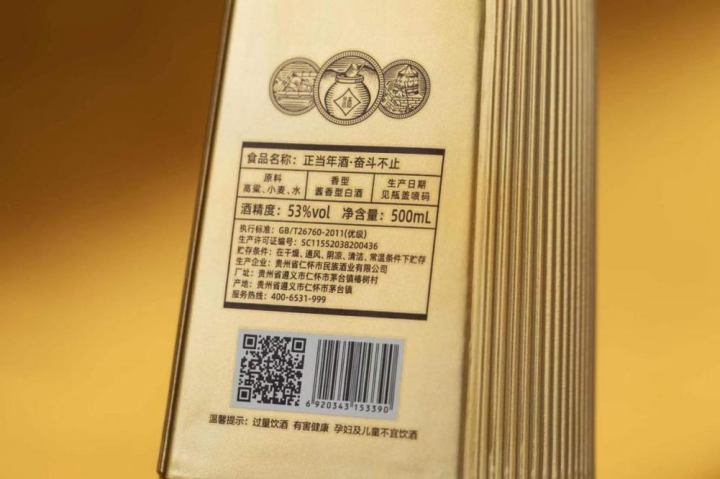 食品名称：正当年酒·奋斗不止
原料 香型 生产日期
高粱、小麦、水 酱香型白酒 见瓶盖喷码
酒精度：53%vol 净含量：500mL
执行标准：GB/T26760-2011(优级)
生产许可证编号：SC11552038200436
贮存条件：在干燥、通风、阴凉、清洁、常温条件下贮存
生产企业：贵州省仁怀市民族酒业有限公司
厂址：贵州省遵义市仁怀市茅台镇椿树村
产地：贵州省遵义市仁怀市茅台镇
服务热线：400-6531-999
6920343153390
温馨提示：过量饮酒 有害健康 孕妇及儿童不宜饮酒